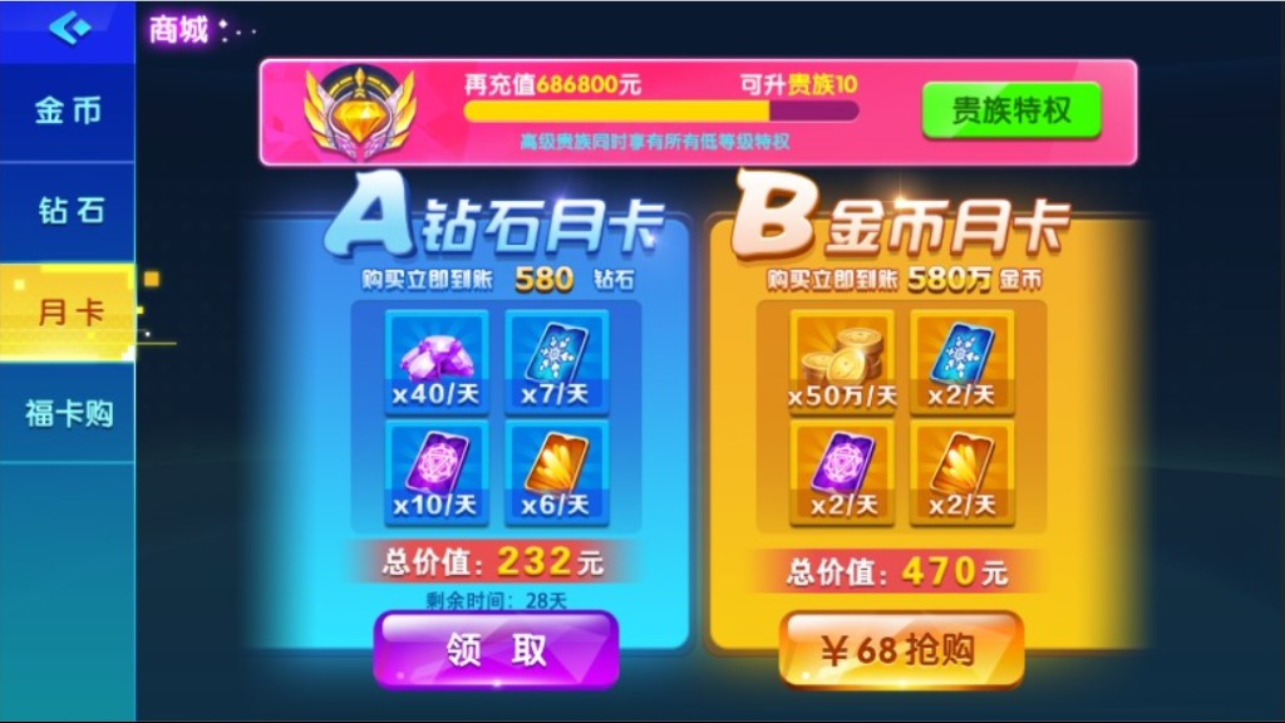 商城
金币
钻石
月卡
福卡购
再充值686800元 可升贵族10
高级贵族同时享有所有低等级特权
贵族特权
A钻石月卡
购买立即到账 580 钻石
x40/天 x7/天
x10/天 x6/天
总价值：232元
剩余时间：28天
领取
B金币月卡
购买立即到账 580万 金币
x50万/天 x2/天
x2/天 x2/天
总价值：470元
￥68抢购